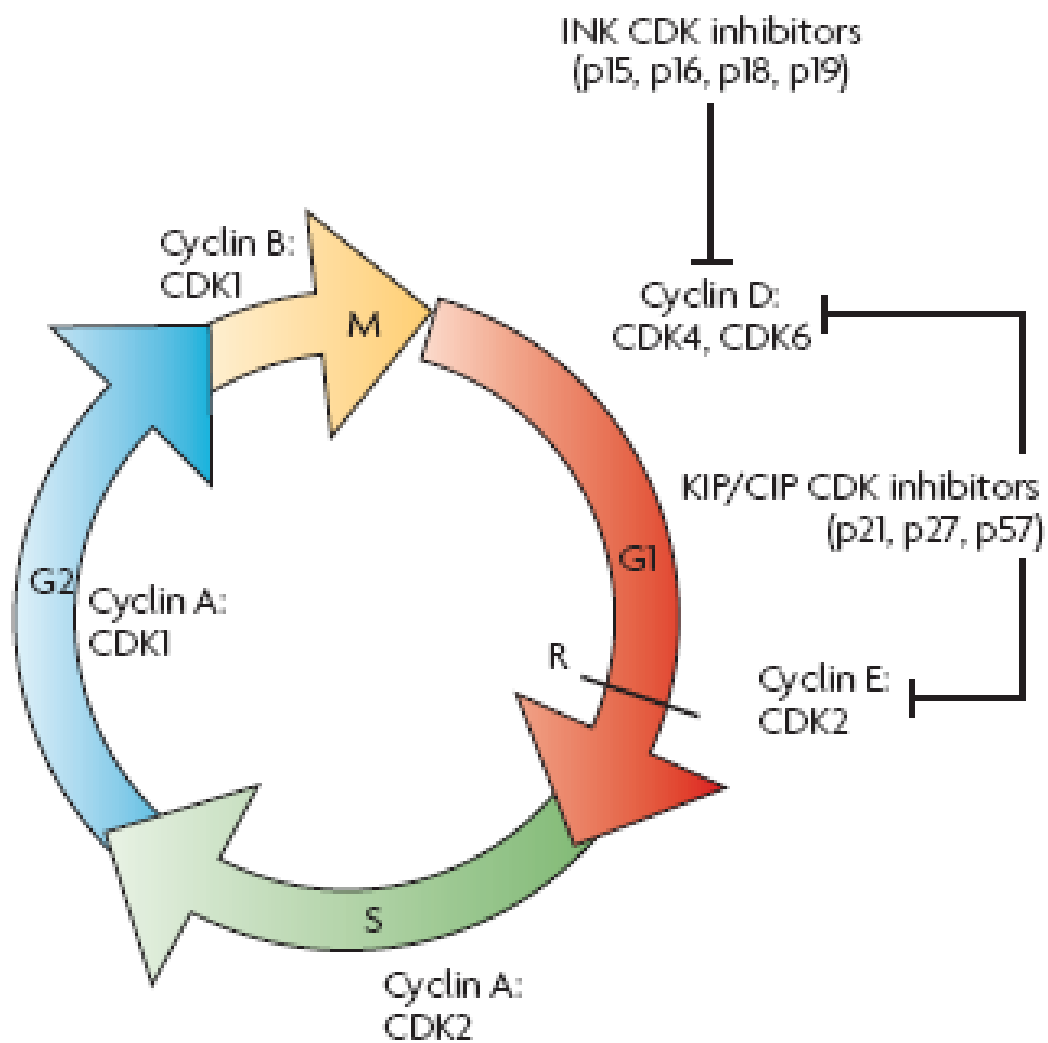 INK CDK inhibitors
(p15, p16, p18, p19)
Cyclin B:
CDK1
M
Cyclin D:
CDK4, CDK6
KIP/CIP CDK inhibitors
(p21, p27, p57)
G1
G2
Cyclin A:
CDK1
R
Cyclin E:
CDK2
S
Cyclin A:
CDK2